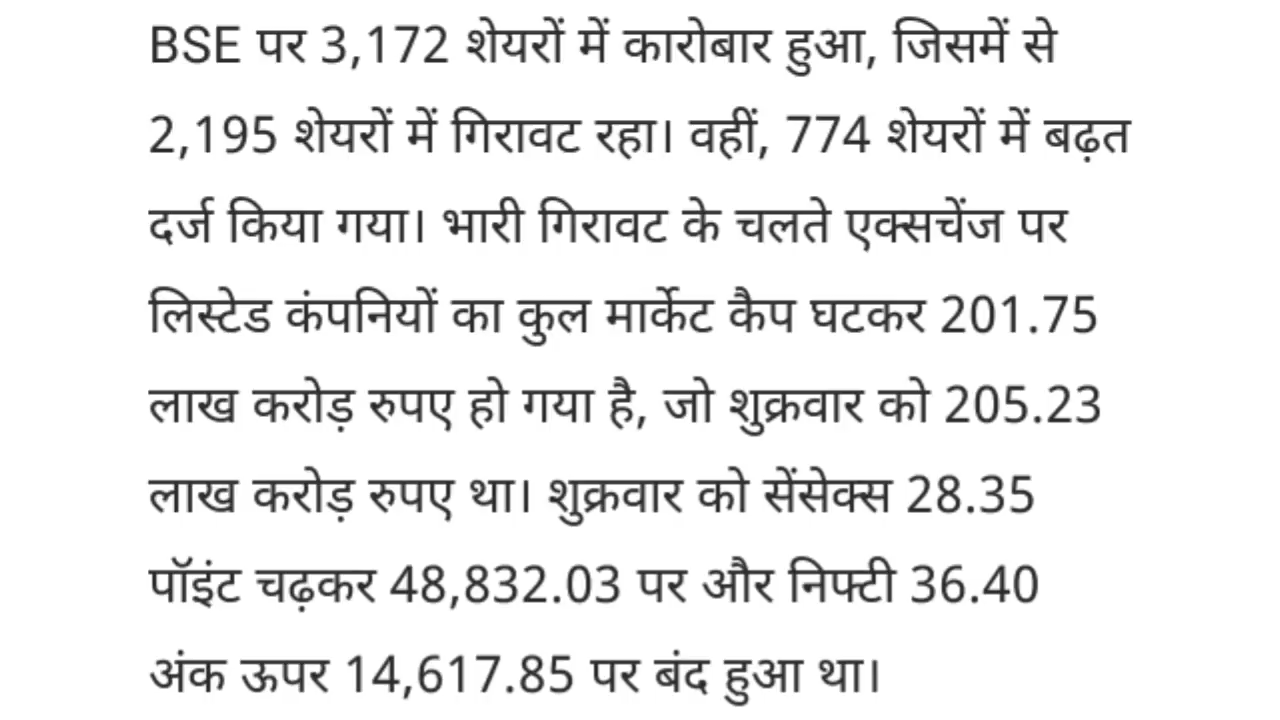 BSE पर 3,172 शेयरों में कारोबार हुआ, जिसमें से
2,195 शेयरों में गिरावट रहा। वहीं, 774 शेयरों में बढ़त
दर्ज किया गया। भारी गिरावट के चलते एक्सचेंज पर
लिस्टेड कंपनियों का कुल मार्केट कैप घटकर 201.75
लाख करोड़ रुपए हो गया है, जो शुक्रवार को 205.23
लाख करोड़ रुपए था। शुक्रवार को सेंसेक्स 28.35
पॉइंट चढ़कर 48,832.03 पर और निफ्टी 36.40
अंक ऊपर 14,617.85 पर बंद हुआ था।